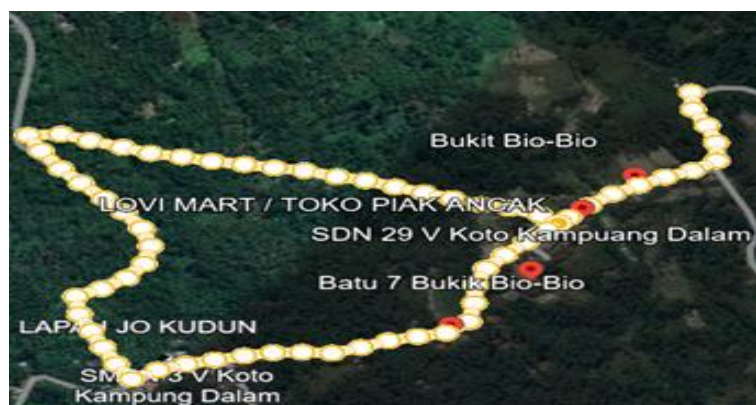 Bukit Bio-Bio
LOVI MART / TOKO PIAK ANCAK
SDN 29 V Koto Kampuang Dalam
Batu 7 Bukik Bio-Bio
JO KUDUN
3 V Koto
Kampung Dalam